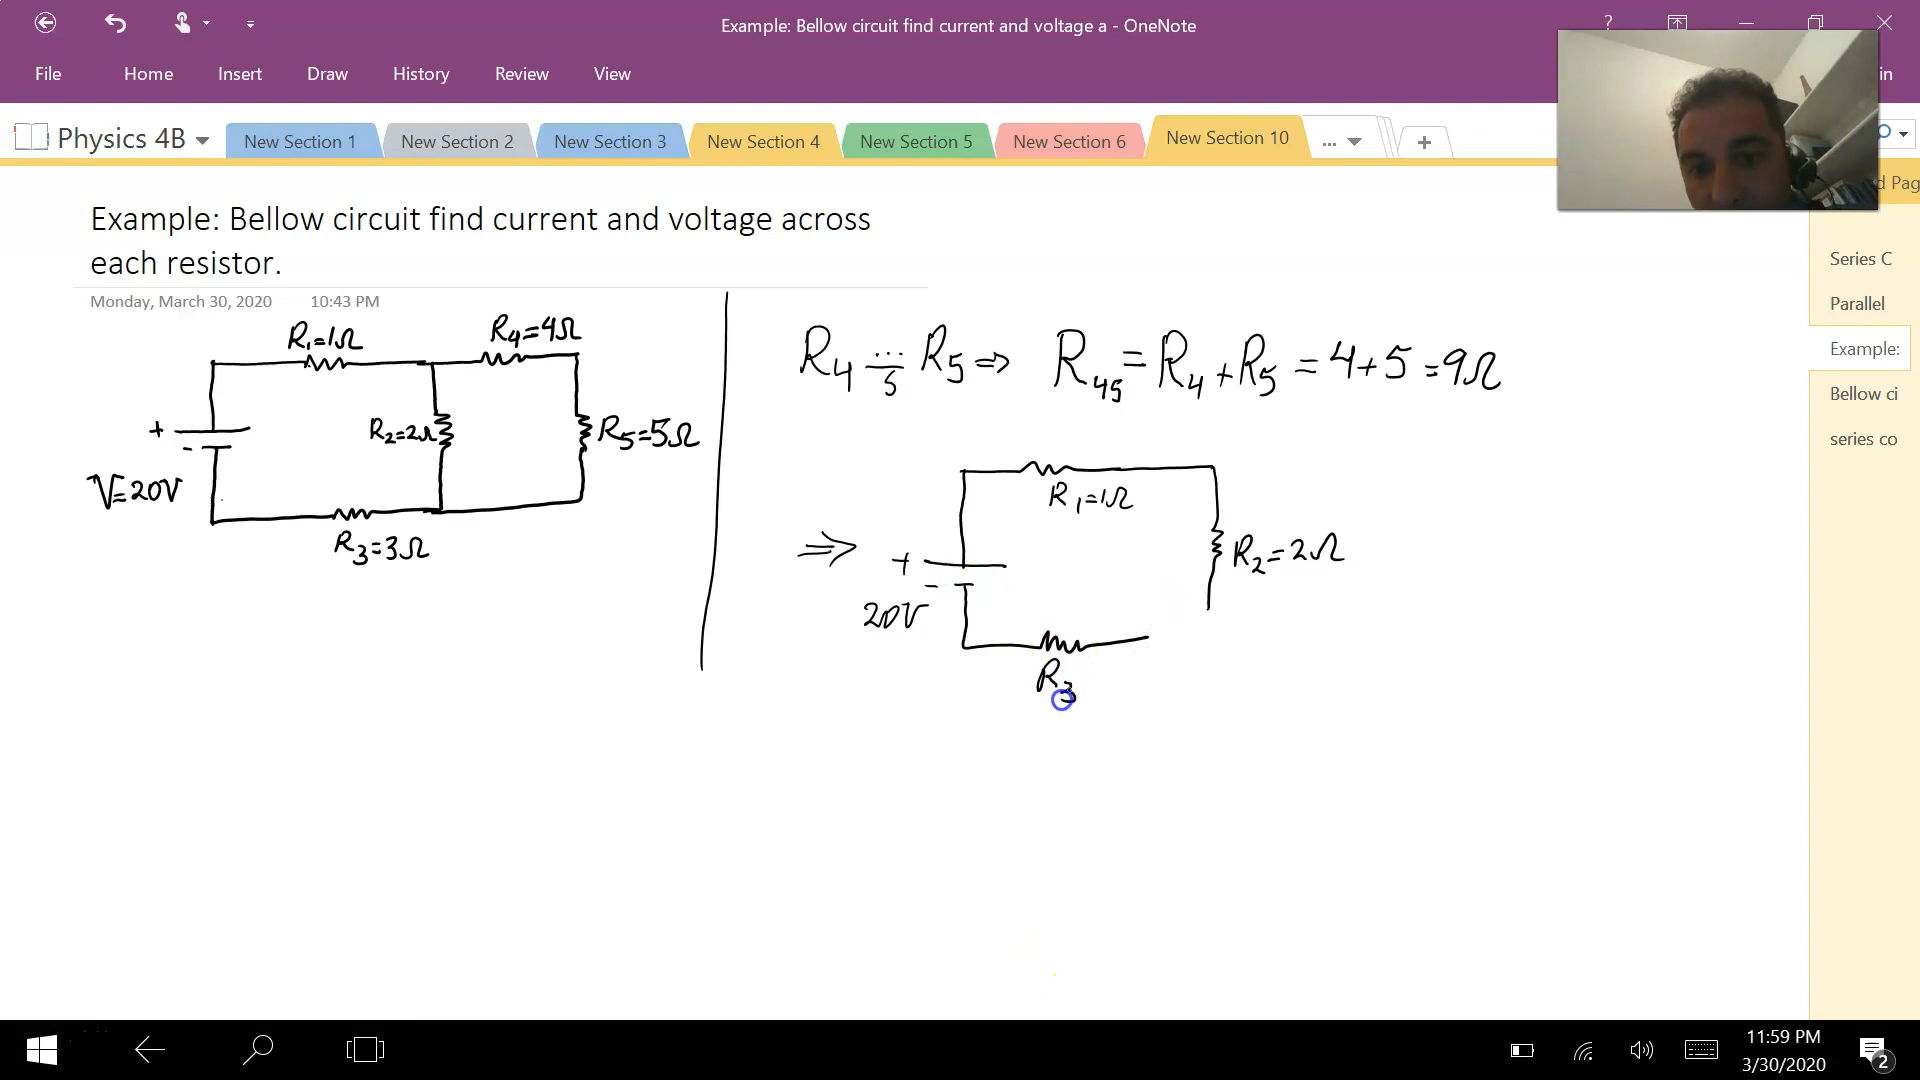 Example: Bellow circuit find current and voltage a - OneNote
?
File Home Insert Draw History Review View
in
Physics 4B
New Section 1 New Section 2 New Section 3 New Section 4 New Section 5 New Section 6 New Section 10 ... +
d Pag
Example: Bellow circuit find current and voltage across
each resistor.
Monday, March 30, 2020 10:43 PM
Series C
Parallel
Example:
Bellow ci
series co
R₁=1Ω
R₄=4Ω
+
-
V=20V
R₂=2Ω
R₅=5Ω
R₃=3Ω
R₄ ... S R₅ ⇒ R₄₅ = R₄ + R₅ = 4+5 = 9Ω
⇒
R₁=1Ω
+
-
20V
R₂=2Ω
R₃
11:59 PM
3/30/2020
2